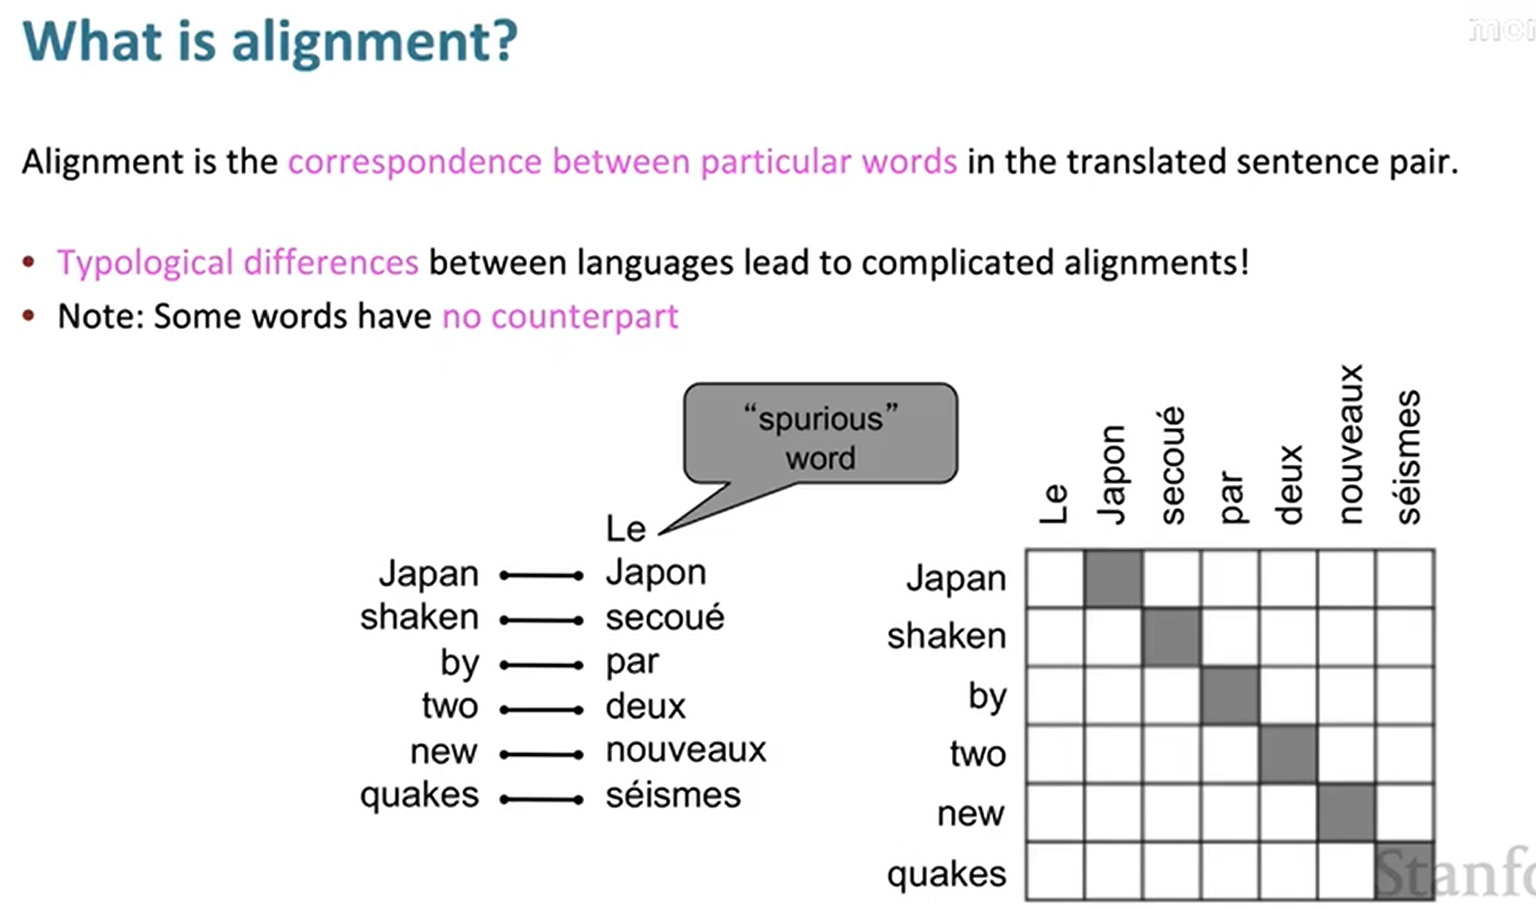 What is alignment?
Alignment is the correspondence between particular words in the translated sentence pair.
• Typological differences between languages lead to complicated alignments!
• Note: Some words have no counterpart
“spurious”
word
Le
Japan Japon
shaken secoué
by par
two deux
new nouveaux
quakes séismes
Le Japon secoué par deux nouveaux séismes
Japan
shaken
by
two
new
quakes